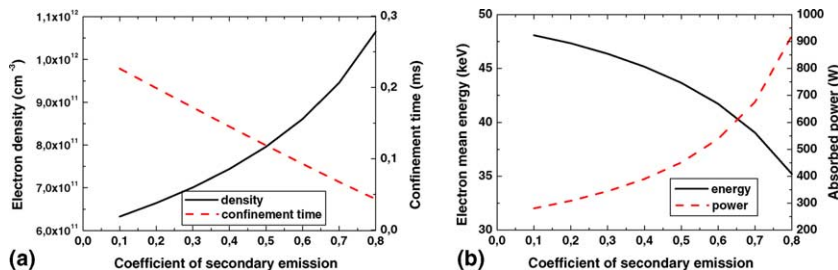 1,1x10¹²
1,0x10¹²
9,0x10¹¹
8,0x10¹¹
7,0x10¹¹
6,0x10¹¹
Electron density (cm⁻³)
0,0 0,1 0,2 0,3 0,4 0,5 0,6 0,7 0,8
Coefficient of secondary emission
0,3
0,2
0,1
0,0
Confinement time (ms)
density
confinement time
(a)
50
45
40
35
30
Electron mean energy (keV)
0,0 0,1 0,2 0,3 0,4 0,5 0,6 0,7 0,8
Coefficient of secondary emission
1000
900
800
700
600
500
400
300
200
Absorbed power (W)
energy
power
(b)